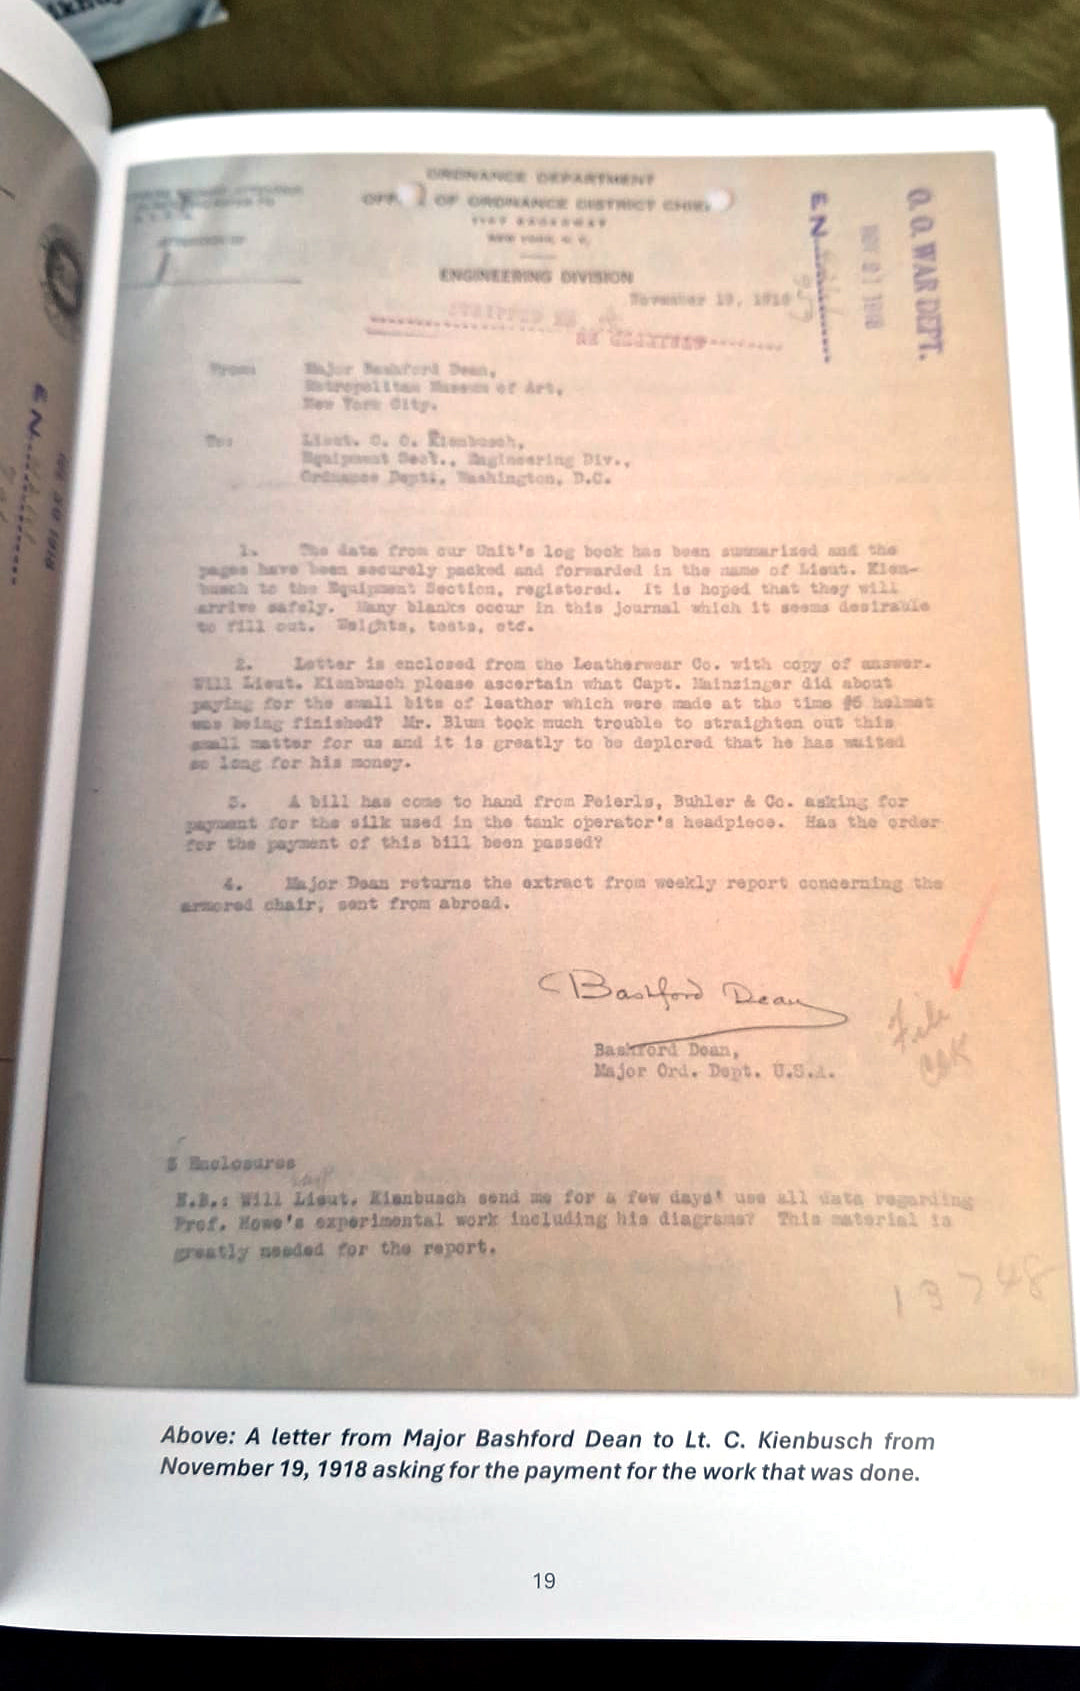 ORDNANCE DEPARTMENT
OF ORDNANCE DISTRICT CHIEF
NEW YORK, N. Y.
ENGINEERING DIVISION
November 19, 1918
From: Major Bashford Dean,
Metropolitan Museum of Art,
New York City.
To: Lieut. C. O. Kienbusch,
Equipment Sect., Engineering Div.,
Ordnance Dept., Washington, D.C.
O. O. WAR DEPT.
NOV 21 1918
EN
1. The data from our Unit's log book has been summarized and the
pages have been securely packed and forwarded in the name of Lieut. Kien-
busch to the Equipment Section, registered. It is hoped that they will
arrive safely. Many blanks occur in this journal which it seems desirable
to fill out. Weights, tests, etc.
2. Letter is enclosed from the Leatherwear Co. with copy of answer.
Will Lieut. Kienbusch please ascertain what Capt. Mainzinger did about
paying for the small bits of leather which were made at the time #5 helmet
was being finished? Mr. Blum took much trouble to straighten out this
small matter for us and it is greatly to be deplored that he has waited
so long for his money.
3. A bill has come to hand from Peierls, Buhler & Co. asking for
payment for the silk used in the tank operator's headpiece. Has the order
for the payment of this bill been passed?
4. Major Dean returns the extract from weekly report concerning the
armored chair, sent from abroad.
Bashford Dean
Bashford Dean,
Major Ord. Dept. U.S.A.
File
COK
Enclosures
N.B.: Will Lieut. Kienbusch send me for a few days' use all data regarding
Prof. Howe's experimental work including his diagrams? This material is
greatly needed for the report.
13748
Above: A letter from Major Bashford Dean to Lt. C. Kienbusch from
November 19, 1918 asking for the payment for the work that was done.
19